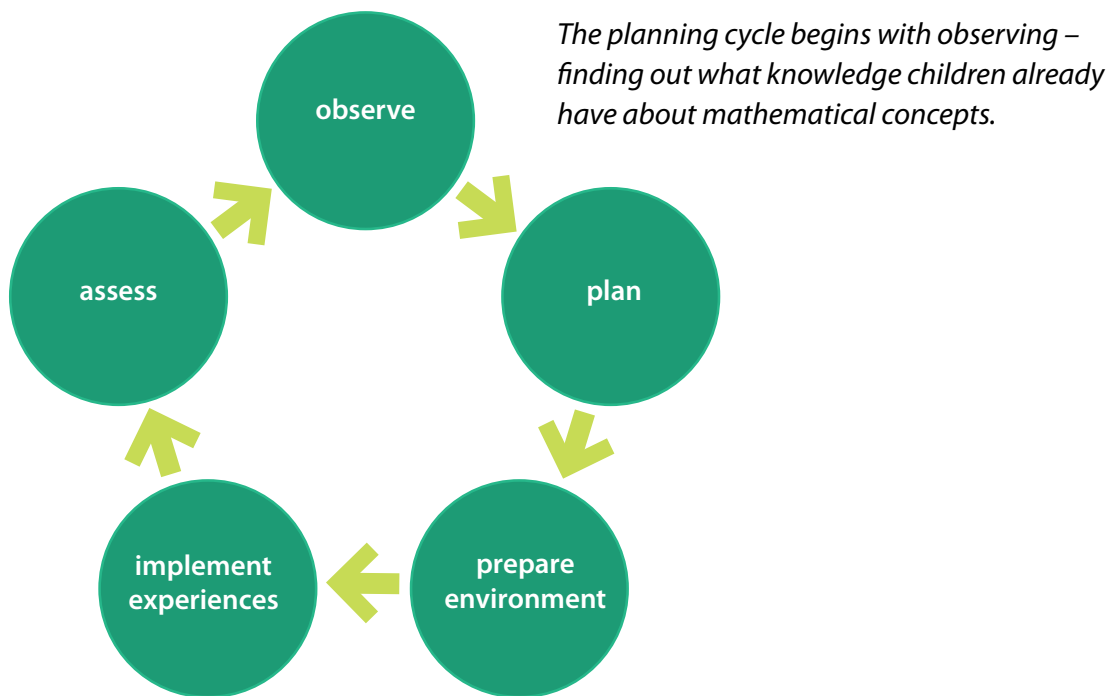 The planning cycle begins with observing –
finding out what knowledge children already
have about mathematical concepts.
observe
plan
prepare
environment
implement
experiences
assess